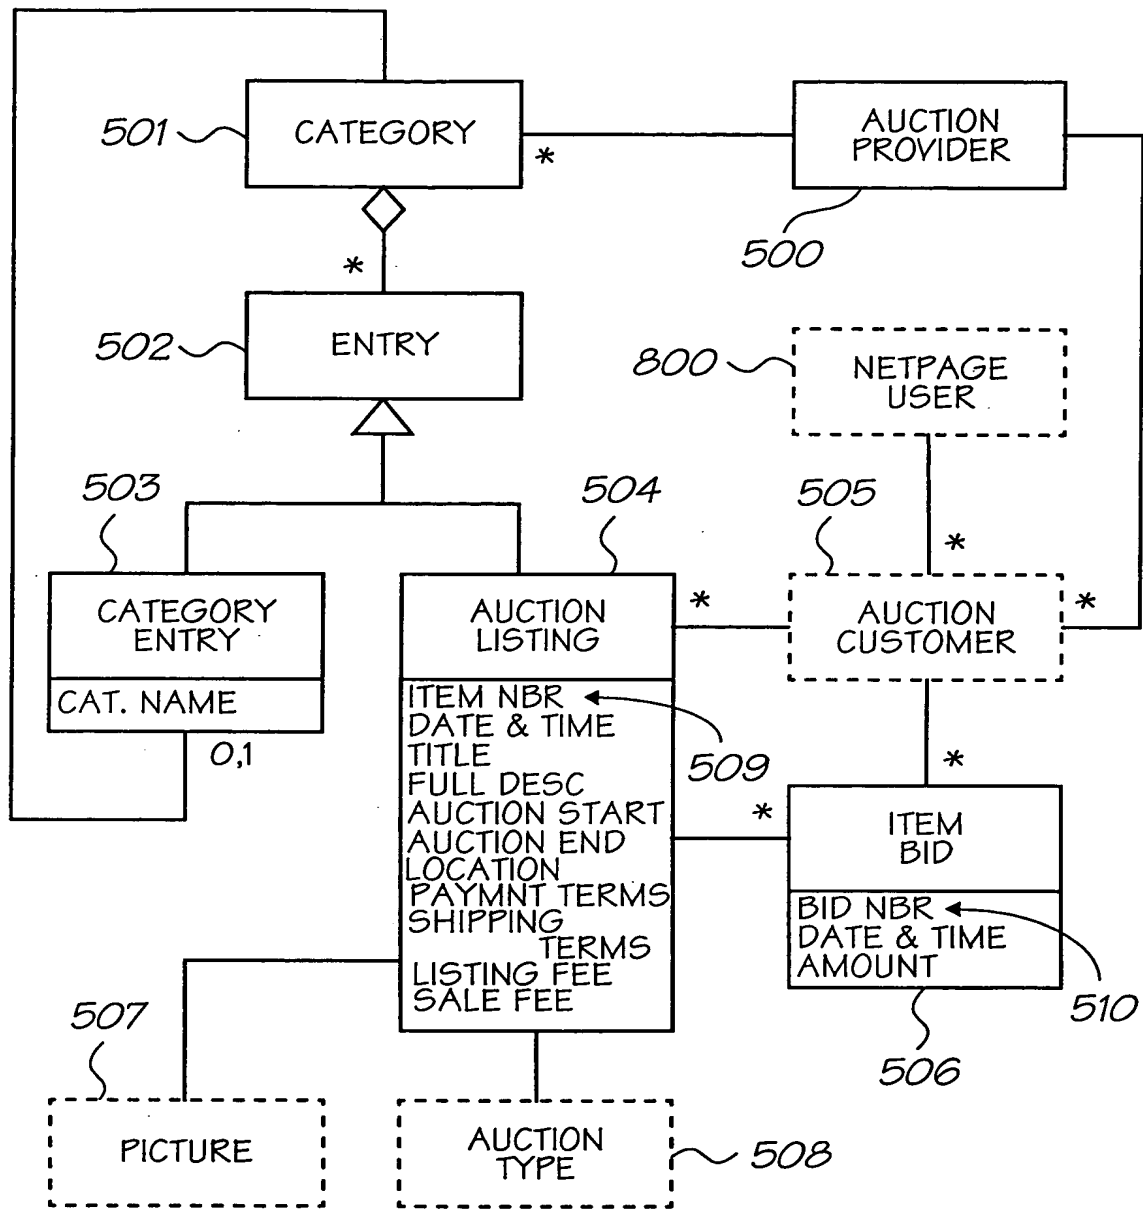 501
CATEGORY
*
AUCTION
PROVIDER
500
*
502
ENTRY
800
NETPAGE
USER
503
504
505
*
CATEGORY
ENTRY
CAT. NAME
0,1
AUCTION
LISTING
*
AUCTION
CUSTOMER
*
ITEM NBR
DATE & TIME
TITLE
FULL DESC
AUCTION START
AUCTION END
LOCATION
PAYMNT TERMS
SHIPPING
TERMS
LISTING FEE
SALE FEE
509
*
*
ITEM
BID
BID NBR
DATE & TIME
AMOUNT
510
506
507
PICTURE
AUCTION
TYPE
508